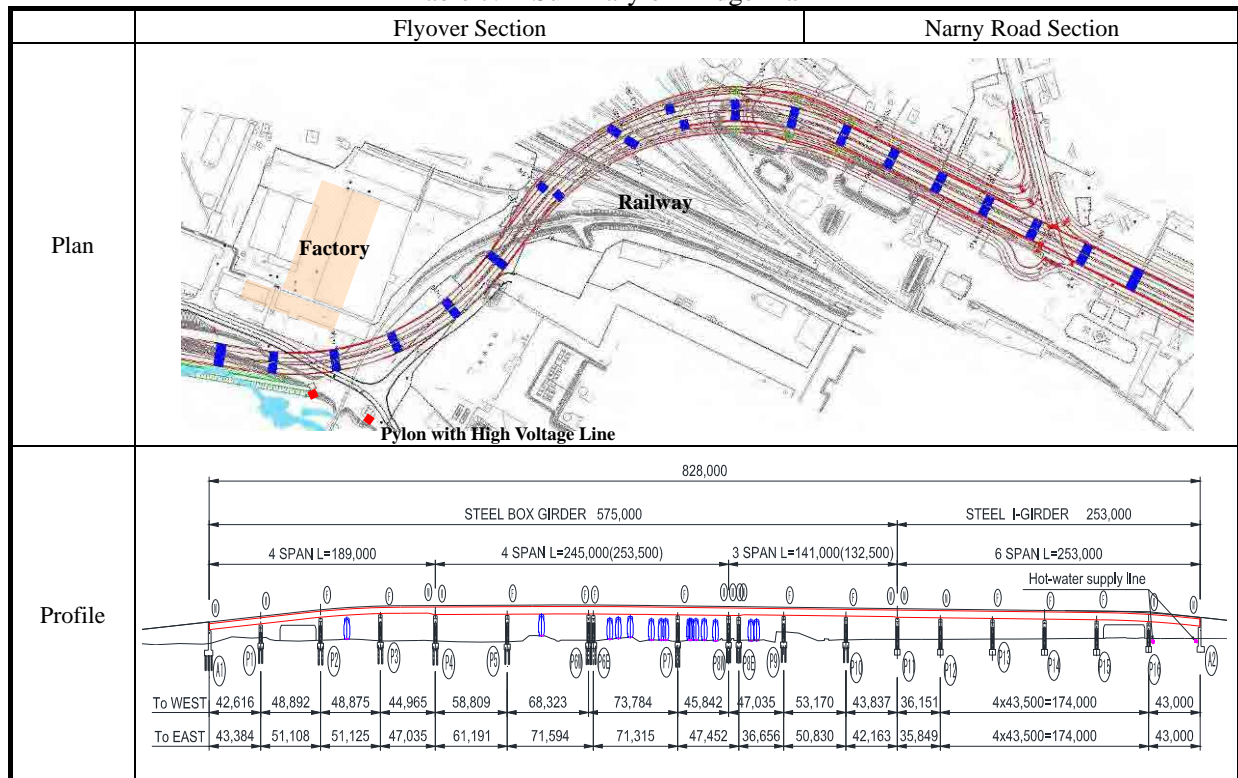 Flyover Section
Narny Road Section
Plan
Factory
Railway
Pylon with High Voltage Line
Profile
828,000
STEEL BOX GIRDER 575,000
STEEL I-GIRDER 253,000
4 SPAN L=189,000
4 SPAN L=245,000(253,500)
3 SPAN L=141,000(132,500)
6 SPAN L=253,000
Hot-water supply line
A1
P1
P2
P3
P4
P5
P6W
P6E
P7
P8W
P8E
P9
P10
P11
P12
P13
P14
P15
P16
A2
To WEST 42,616 48,892 48,875 44,965 58,809 68,323 73,784 45,842 47,035 53,170 43,837 36,151 4x43,500=174,000 43,000
To EAST 43,384 51,108 51,125 47,035 61,191 71,594 71,315 47,452 36,656 50,830 42,163 35,849 4x43,500=174,000 43,000